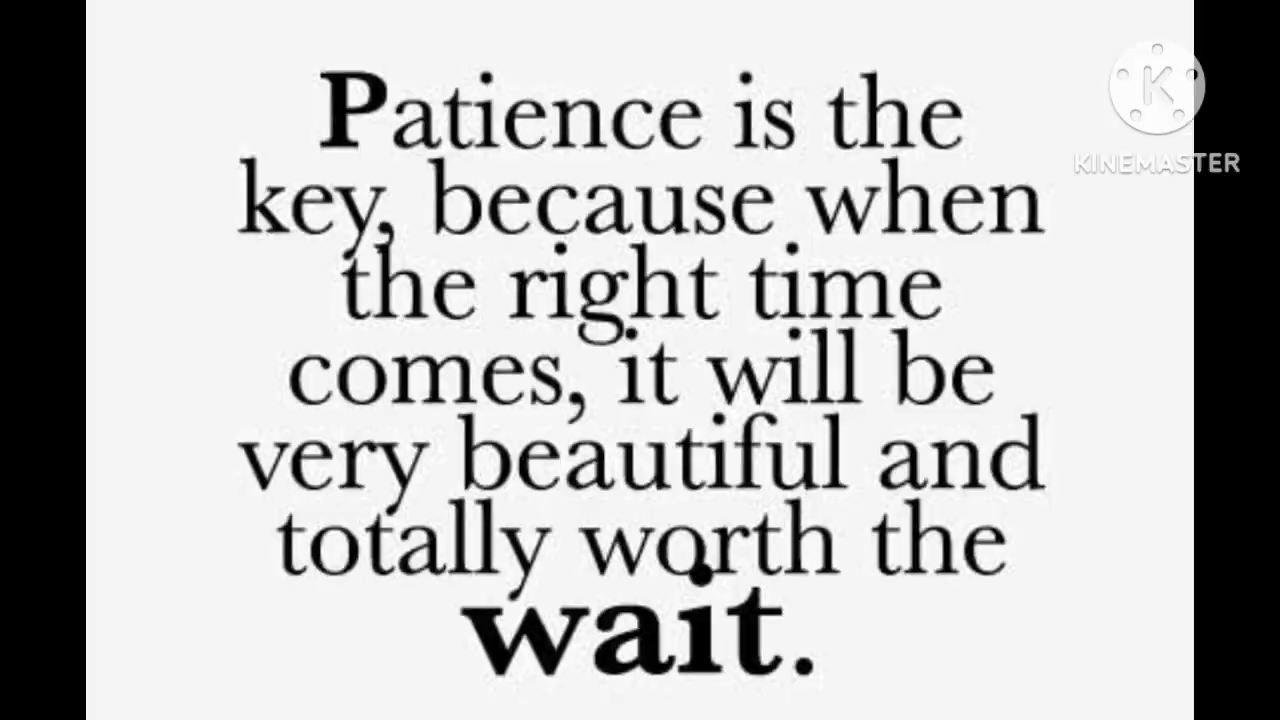 Patience is the
key, because when
the right time
comes, it will be
very beautiful and
totally worth the
wait.
K
KINEMASTER